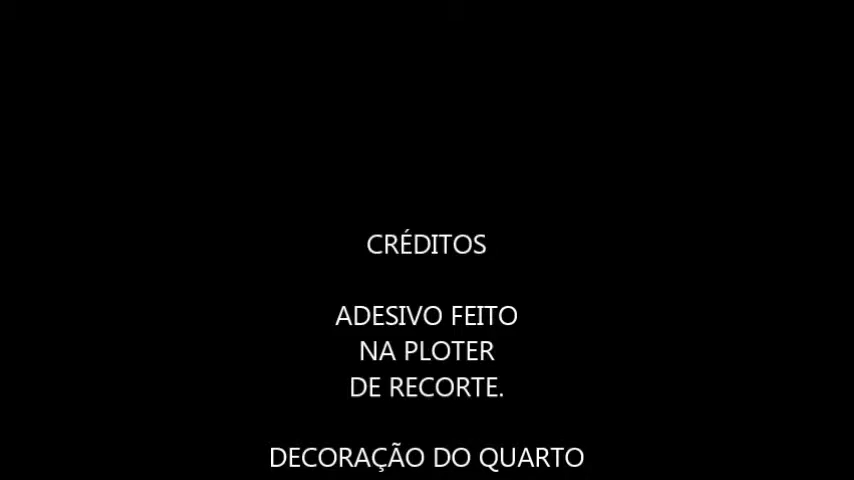 CRÉDITOS
ADESIVO FEITO
NA PLOTER
DE RECORTE.
DECORAÇÃO DO QUARTO